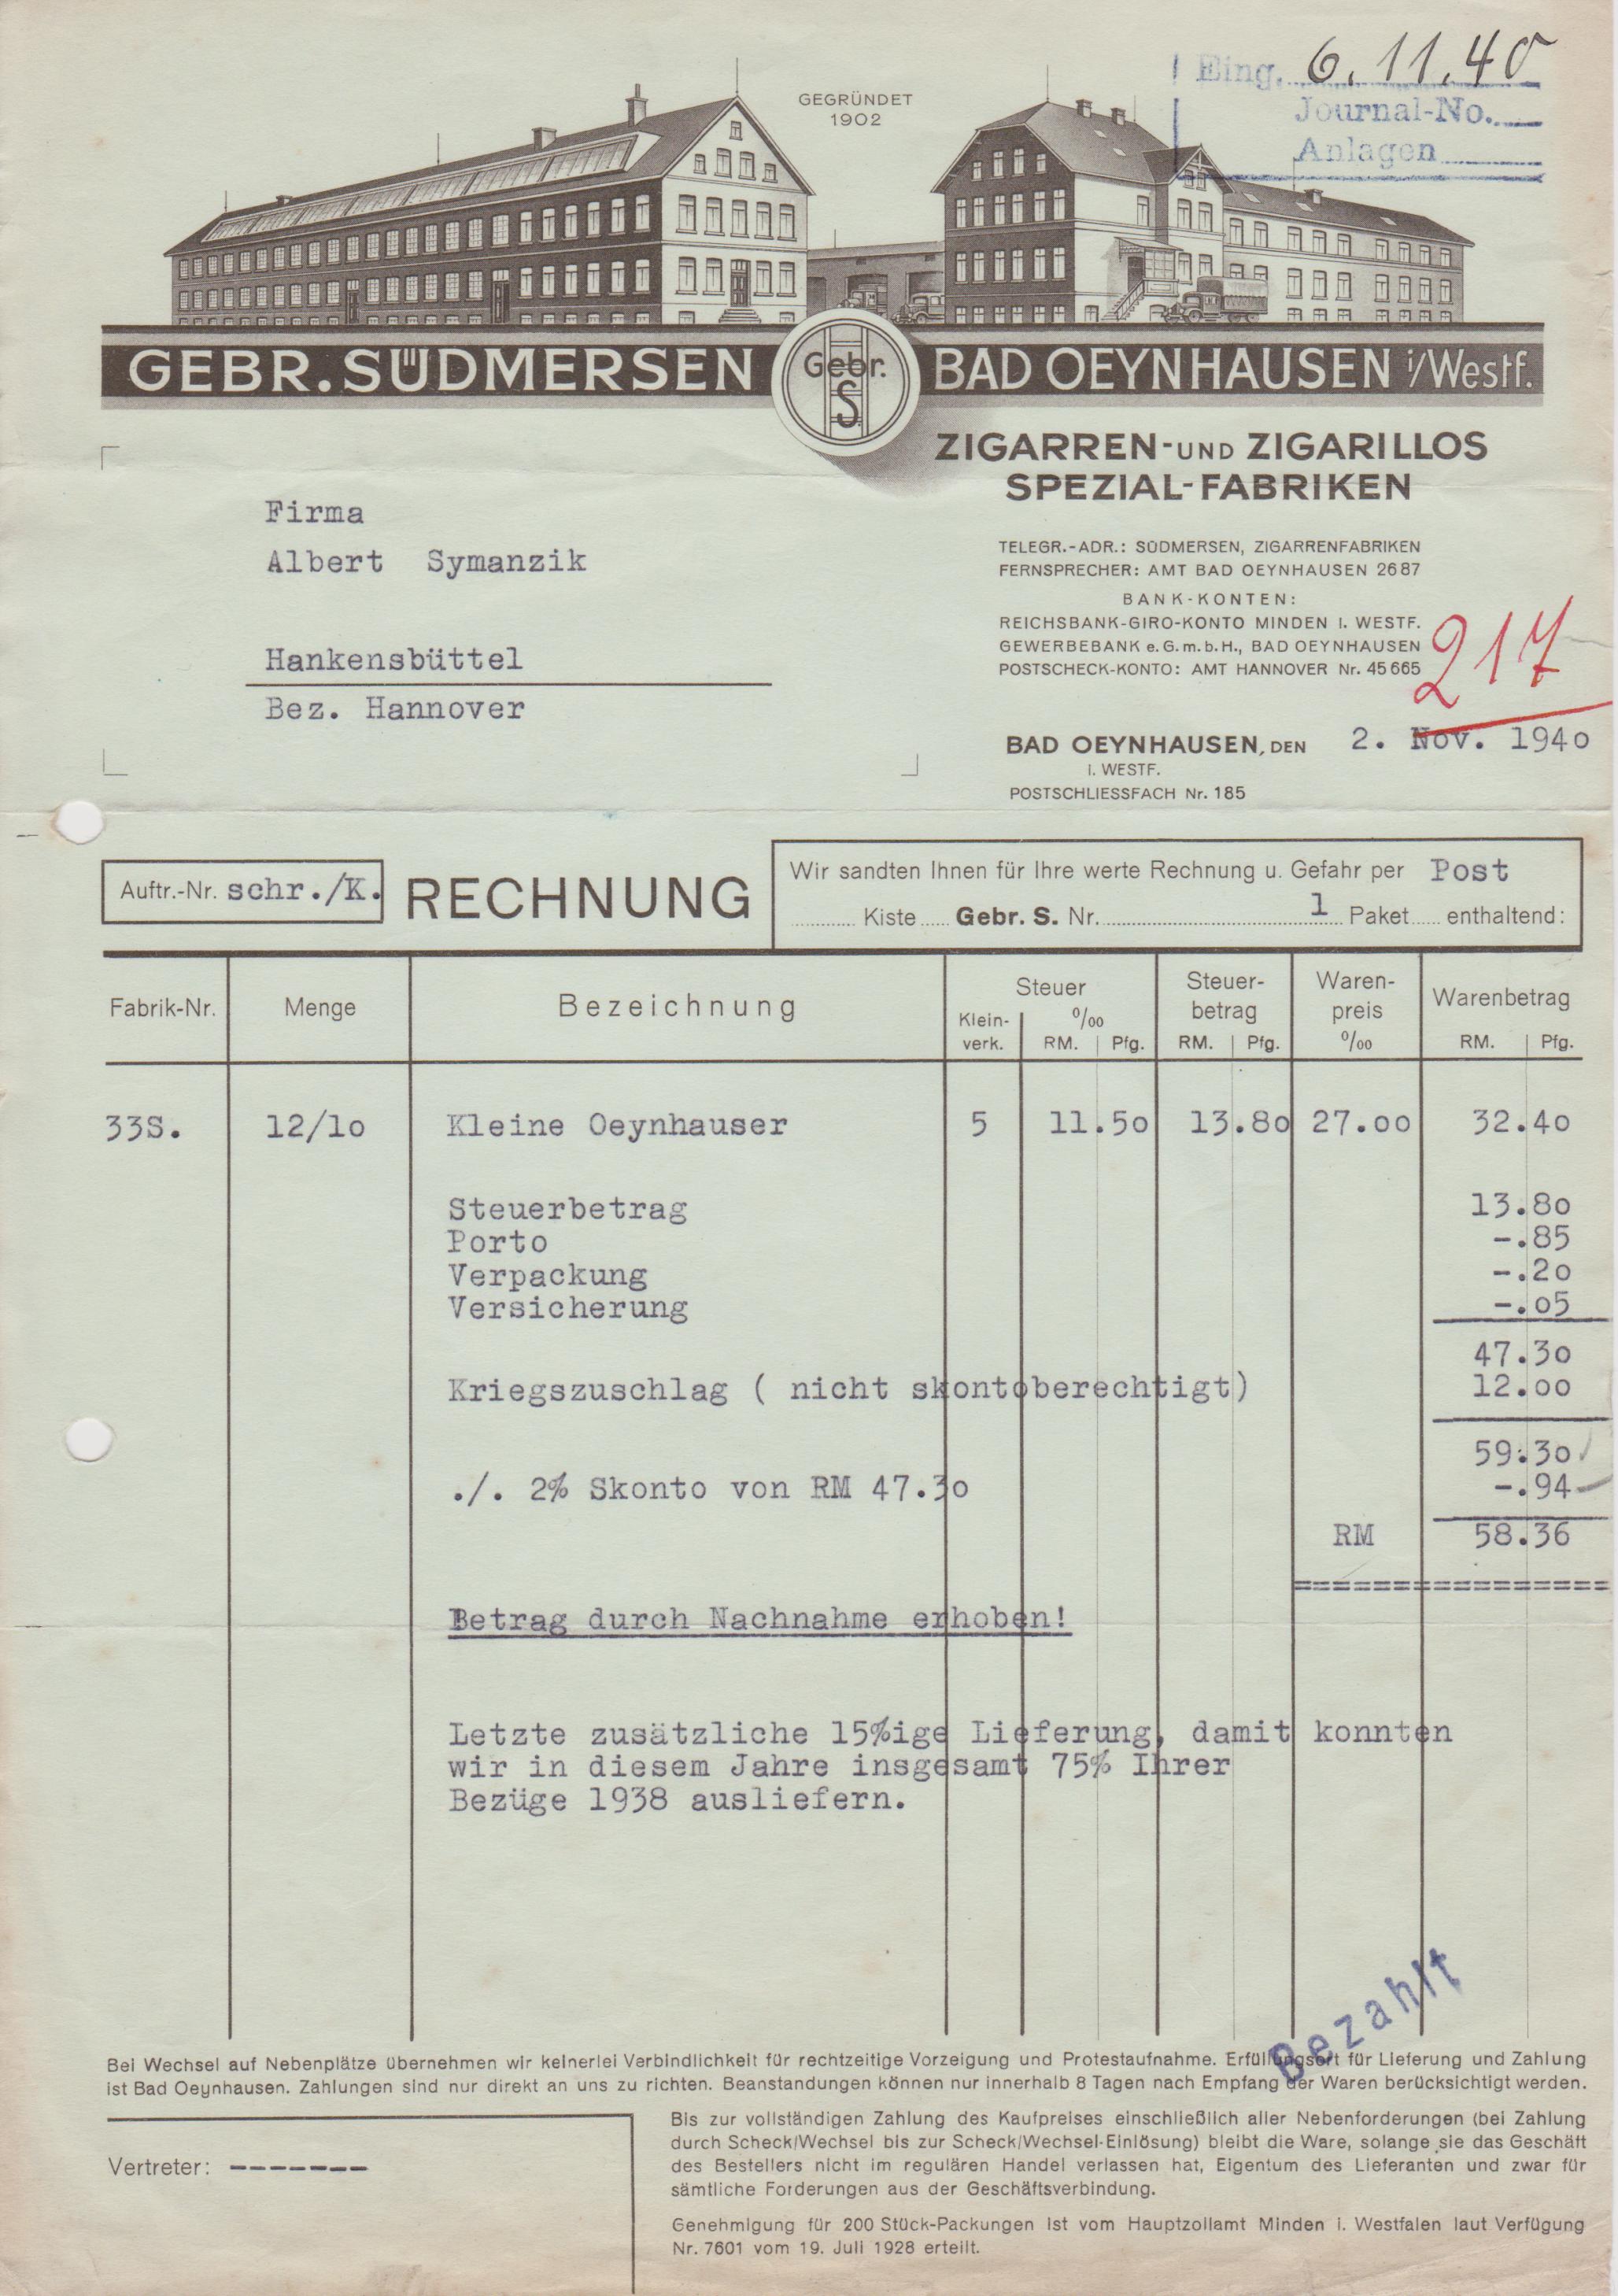 Eing. 6.11.40
Journal-No.
Anlagen
GEGRÜNDET
1902
GEBR. SÜDMERSEN Gebr. S. BAD OEYNHAUSEN i/Westf.
ZIGARREN- UND ZIGARILLOS
SPEZIAL-FABRIKEN
Firma
Albert Symanzik
Hankensbüttel
Bez. Hannover
TELEGR.-ADR.: SÜDMERSEN, ZIGARRENFABRIKEN
FERNSPRECHER: AMT BAD OEYNHAUSEN 2687
BANK-KONTEN:
REICHSBANK-GIRO-KONTO MINDEN I. WESTF.
GEWERBEBANK e.G.m.b.H., BAD OEYNHAUSEN
POSTSCHECK-KONTO: AMT HANNOVER Nr. 45665
217
BAD OEYNHAUSEN, DEN 2. Nov. 1940
I. WESTF.
POSTSCHLIESSFACH Nr. 185
Auftr.-Nr. schr./K.
RECHNUNG
Wir sandten Ihnen für Ihre werte Rechnung u. Gefahr per Post
Kiste Gebr. S. Nr. 1 Paket enthaltend:
Fabrik-Nr. Menge Bezeichnung Steuer Klein-verk. ‰ RM. Pfg. Steuer-betrag RM. Pfg. Waren-preis ‰ Warenbetrag RM. Pfg.
33S. 12/10 Kleine Oeynhauser 5 11.50 13.80 27.00 32.40
Steuerbetrag 13.80
Porto -.85
Verpackung -.20
Versicherung -.05
47.30
Kriegszuschlag ( nicht skontoberechtigt) 12.00
59.30
./. 2% Skonto von RM 47.30 -.94
RM 58.36
Betrag durch Nachnahme erhoben!
Letzte zusätzliche 15%ige Lieferung, damit konnten
wir in diesem Jahre insgesamt 75% Ihrer
Bezüge 1938 ausliefern.
Bezahlt
Bei Wechsel auf Nebenplätze übernehmen wir keinerlei Verbindlichkeit für rechtzeitige Vorzeigung und Protestaufnahme. Erfüllungsort für Lieferung und Zahlung
ist Bad Oeynhausen. Zahlungen sind nur direkt an uns zu richten. Beanstandungen können nur innerhalb 8 Tagen nach Empfang der Waren berücksichtigt werden.
Vertreter: -------
Bis zur vollständigen Zahlung des Kaufpreises einschließlich aller Nebenforderungen (bei Zahlung
durch Scheck/Wechsel bis zur Scheck/Wechsel-Einlösung) bleibt die Ware, solange sie das Geschäft
des Bestellers nicht im regulären Handel verlassen hat, Eigentum des Lieferanten und zwar für
sämtliche Forderungen aus der Geschäftsverbindung.
Genehmigung für 200 Stück-Packungen ist vom Hauptzollamt Minden i. Westfalen laut Verfügung
Nr. 7601 vom 19. Juli 1928 erteilt.